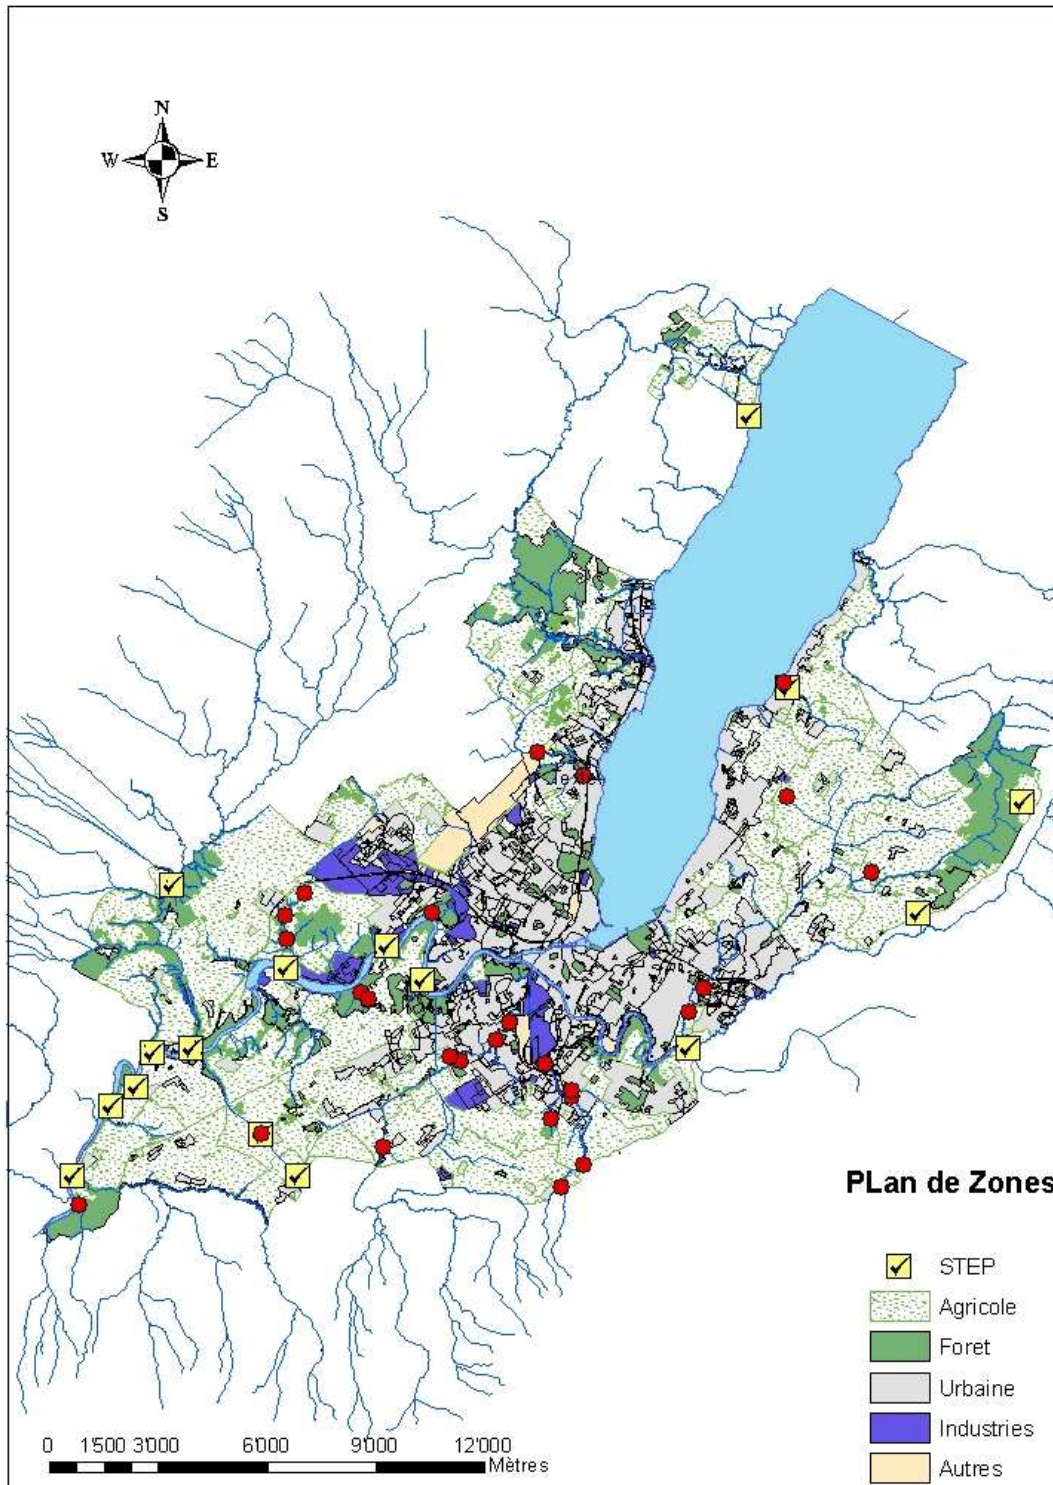 N
W E
S
PLan de Zones
STEP
Agricole
Foret
Urbaine
Industries
Autres
0 1'500 3'000 6'000 9'000 12'000
Mètres